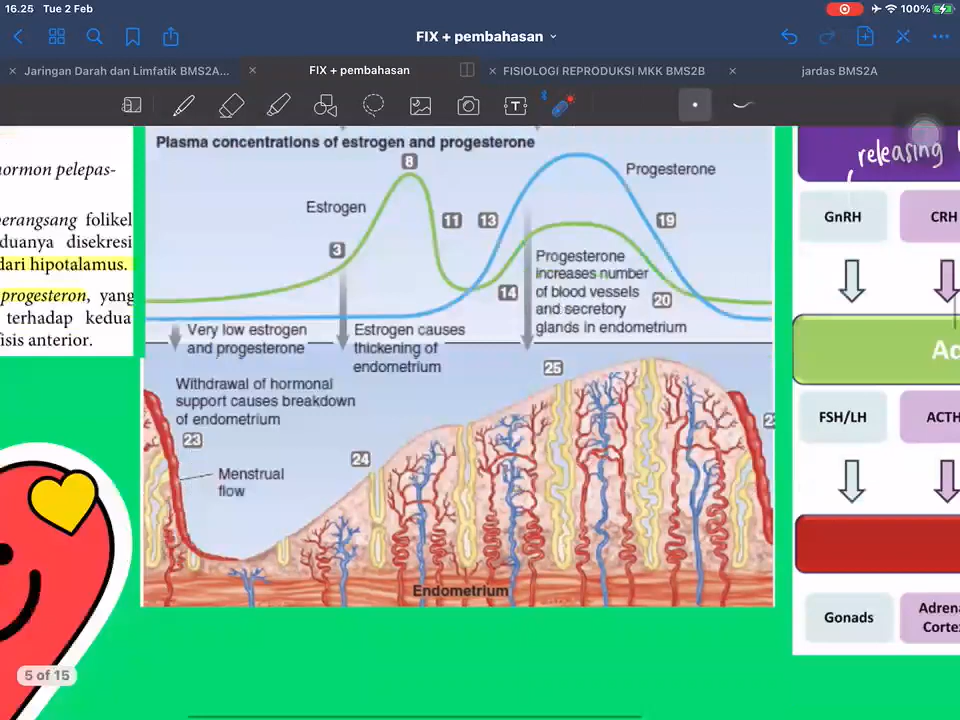 16.25 Tue 2 Feb
100%
FIX + pembahasan
Jaringan Darah dan Limfatik BMS2A...
FIX + pembahasan
FISIOLOGI REPRODUKSI MKK BMS2B
jardas BMS2A
ormon pelepas-
erangsang folikel
duanya disekresi
dari hipotalamus.
progesteron, yang
terhadap kedua
fisis anterior.
Plasma concentrations of estrogen and progesterone
8
Progesterone
Estrogen
11
13
19
3
Progesterone
increases number
of blood vessels
and secretory
glands in endometrium
14
20
Very low estrogen
and progesterone
Estrogen causes
thickening of
endometrium
25
Withdrawal of hormonal
support causes breakdown
of endometrium
23
24
Menstrual
flow
Endometrium
releasing
GnRH
CRH
FSH/LH
ACTH
Gonads
Adrena
Corte
5 of 15